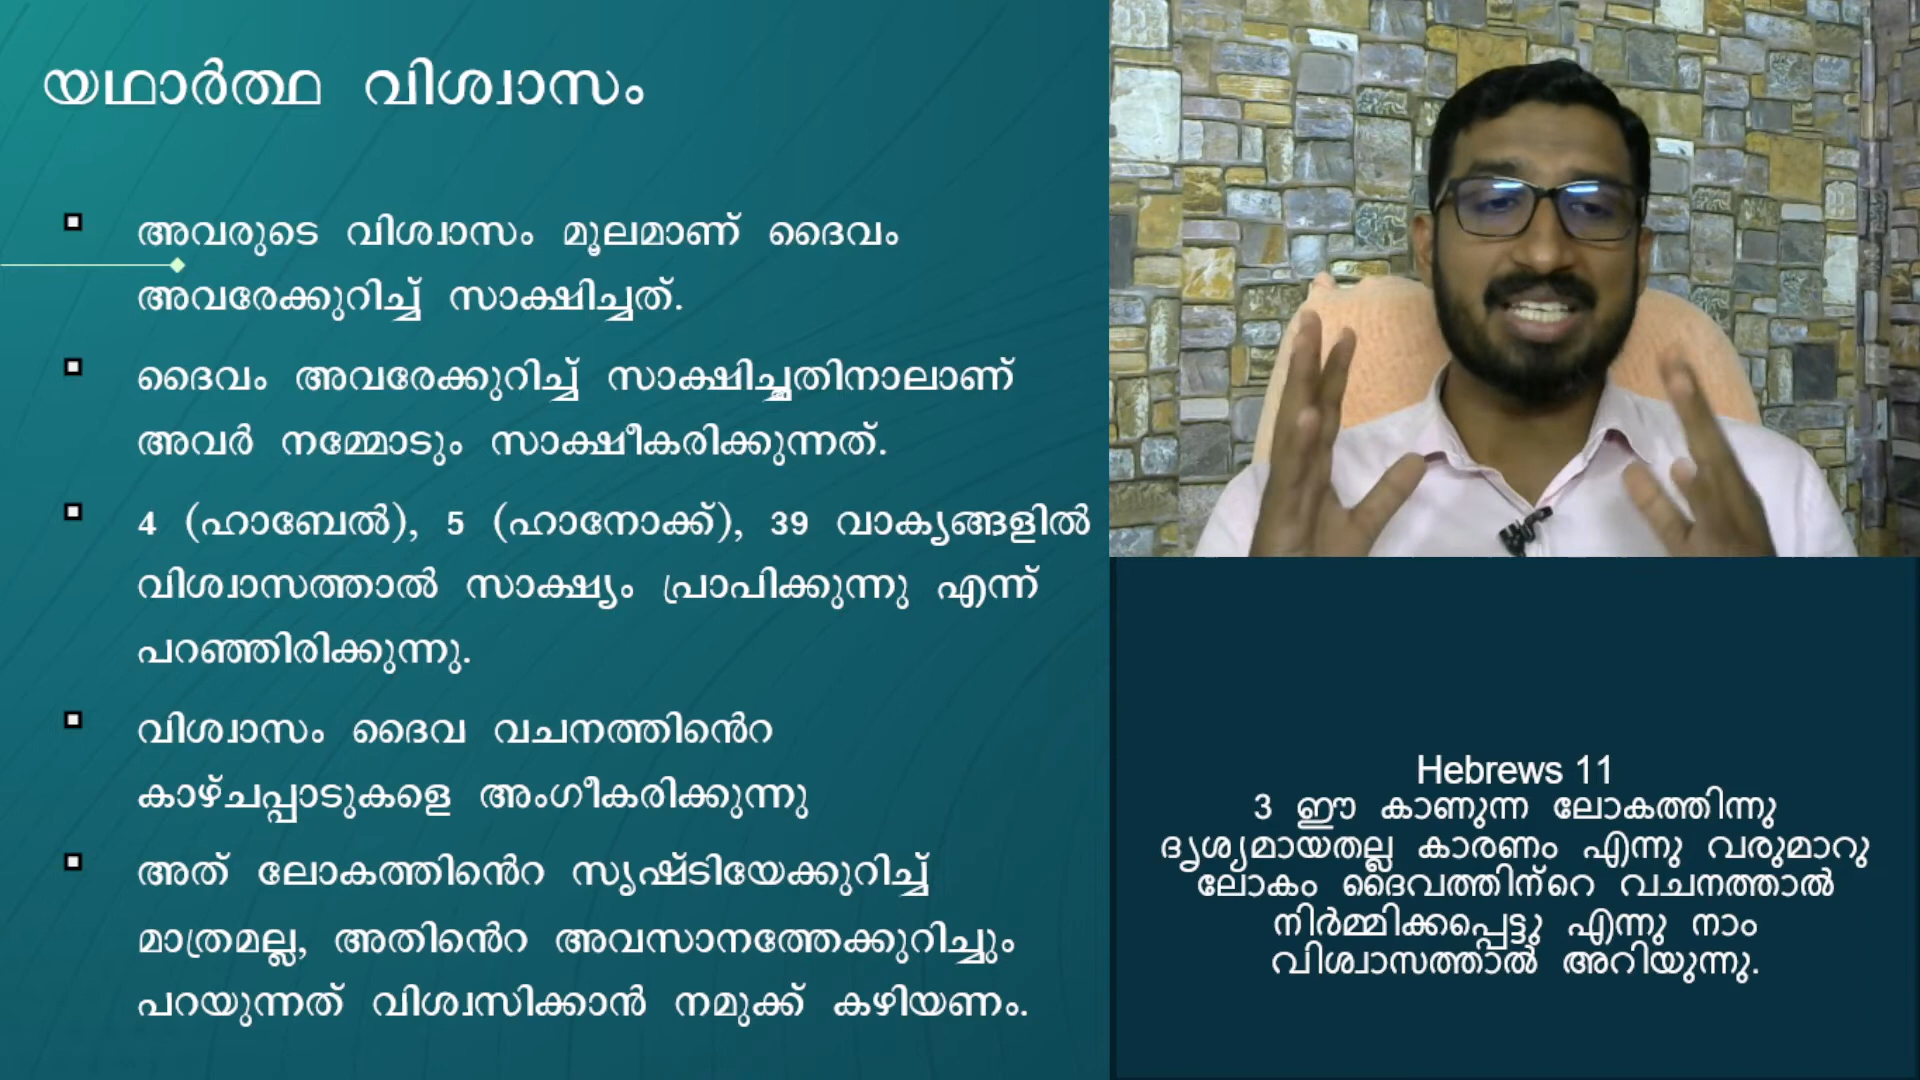 യഥാർത്ഥ വിശ്വാസം
അവരുടെ വിശ്വാസം മൂലമാണ് ദൈവം
അവരേക്കുറിച്ച് സാക്ഷിച്ചത്.
ദൈവം അവരേക്കുറിച്ച് സാക്ഷിച്ചതിനാലാണ്
അവർ നമ്മോടും സാക്ഷീകരിക്കുന്നത്.
4 (ഹാബേൽ), 5 (ഹാനോക്ക്), 39 വാക്യങ്ങളിൽ
വിശ്വാസത്താൽ സാക്ഷ്യം പ്രാപിക്കുന്നു എന്ന്
പറഞ്ഞിരിക്കുന്നു.
വിശ്വാസം ദൈവ വചനത്തിൻെറ
കാഴ്ചപ്പാടുകളെ അംഗീകരിക്കുന്നു
അത് ലോകത്തിൻെറ സൃഷ്ടിയേക്കുറിച്ച്
മാത്രമല്ല, അതിൻെറ അവസാനത്തേക്കുറിച്ചും
പറയുന്നത് വിശ്വസിക്കാൻ നമുക്ക് കഴിയണം.
Hebrews 11
3 ഈ കാണുന്ന ലോകത്തിന്നു
ദൃശ്യമായതല്ല കാരണം എന്നു വരുമാറു
ലോകം ദൈവത്തിന്റെ വചനത്താൽ
നിർമ്മിക്കപ്പെട്ടു എന്നു നാം
വിശ്വാസത്താൽ അറിയുന്നു.